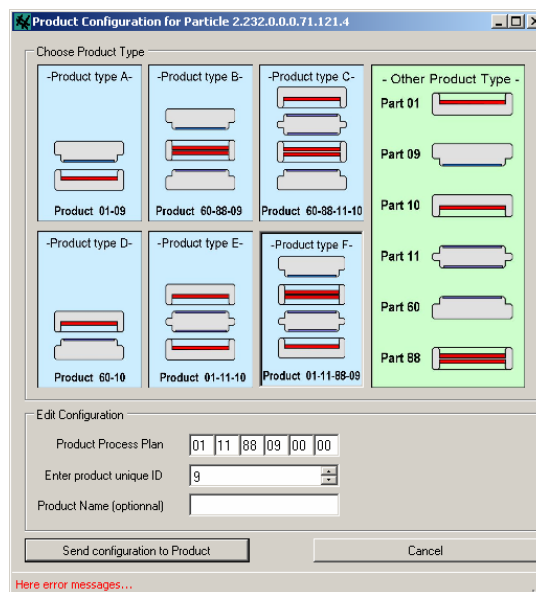 Product Configuration for Particle 2.232.0.0.0.71.121.4
Choose Product Type
-Product type A-
Product 01-09
-Product type B-
Product 60-88-09
-Product type C-
Product 60-88-11-10
-Product type D-
Product 60-10
-Product type E-
Product 01-11-10
-Product type F-
Product 01-11-88-09
- Other Product Type -
Part 01
Part 09
Part 10
Part 11
Part 60
Part 88
Edit Configuration
Product Process Plan 01 11 88 09 00 00
Enter product unique ID 9
Product Name (optionnal)
Send configuration to Product
Cancel
Here error messages...